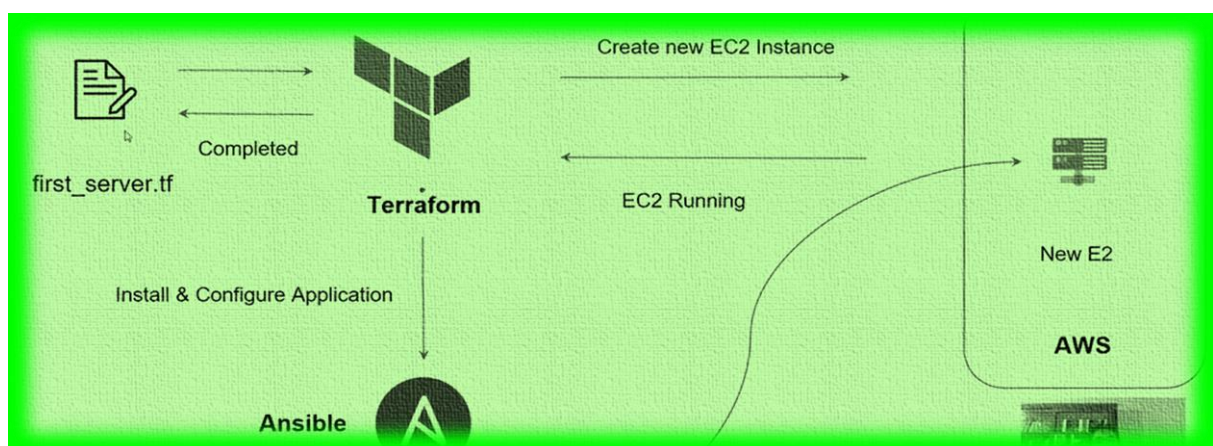 Create new EC2 Instance
Completed
first_server.tf
Terraform
EC2 Running
New E2
Install & Configure Application
AWS
Ansible